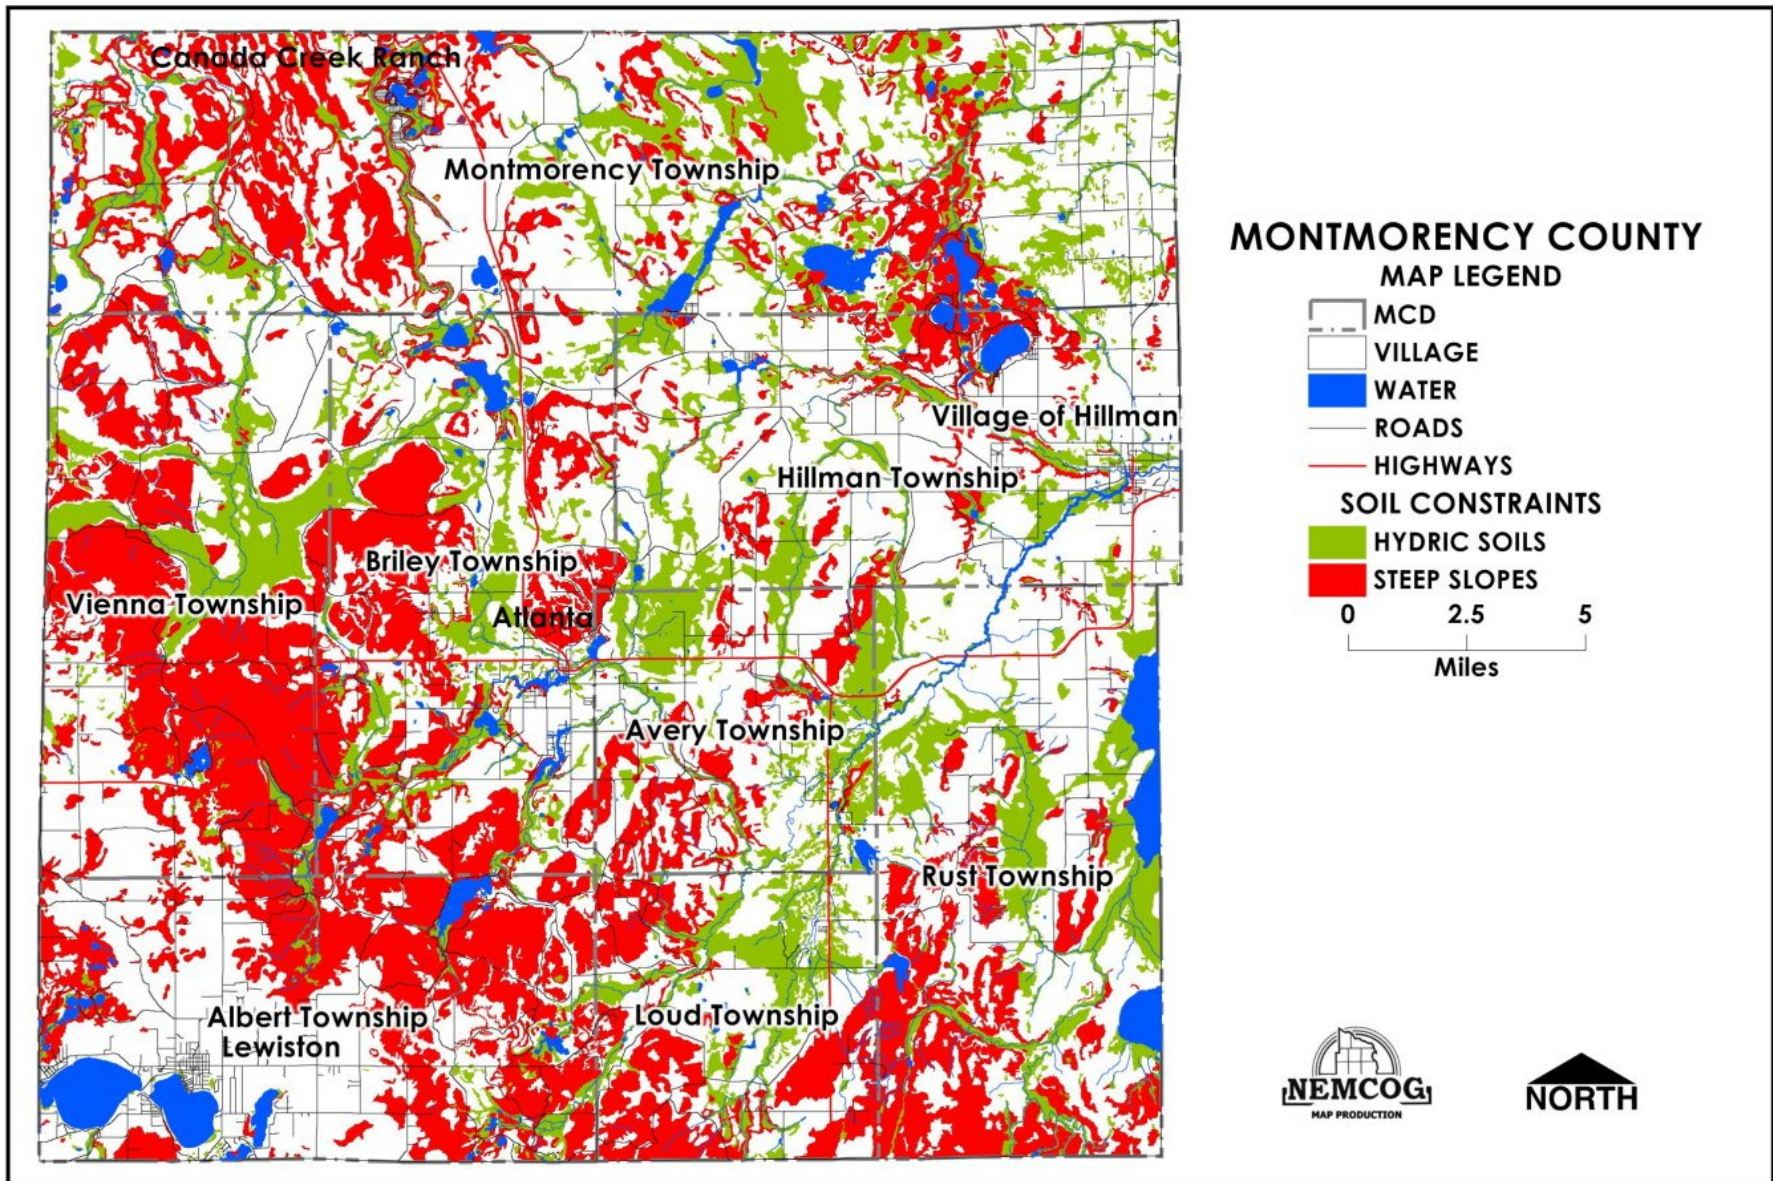 Canada Creek Ranch
Montmorency Township
Village of Hillman
Hillman Township
Briley Township
Vienna Township
Atlanta
Avery Township
Rust Township
Albert Township
Lewiston
Loud Township
MONTMORENCY COUNTY
MAP LEGEND
MCD
VILLAGE
WATER
ROADS
HIGHWAYS
SOIL CONSTRAINTS
HYDRIC SOILS
STEEP SLOPES
0 2.5 5
Miles
NEMCOG
MAP PRODUCTION
NORTH